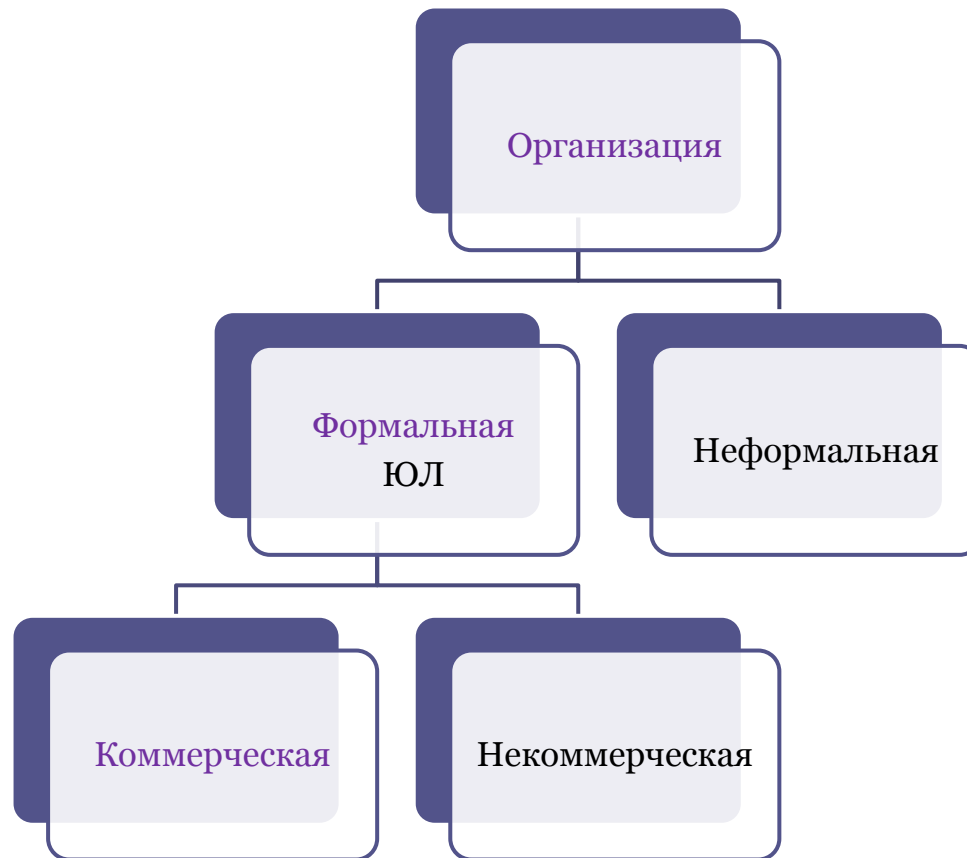 Организация
Формальная
ЮЛ
Неформальная
Коммерческая
Некоммерческая